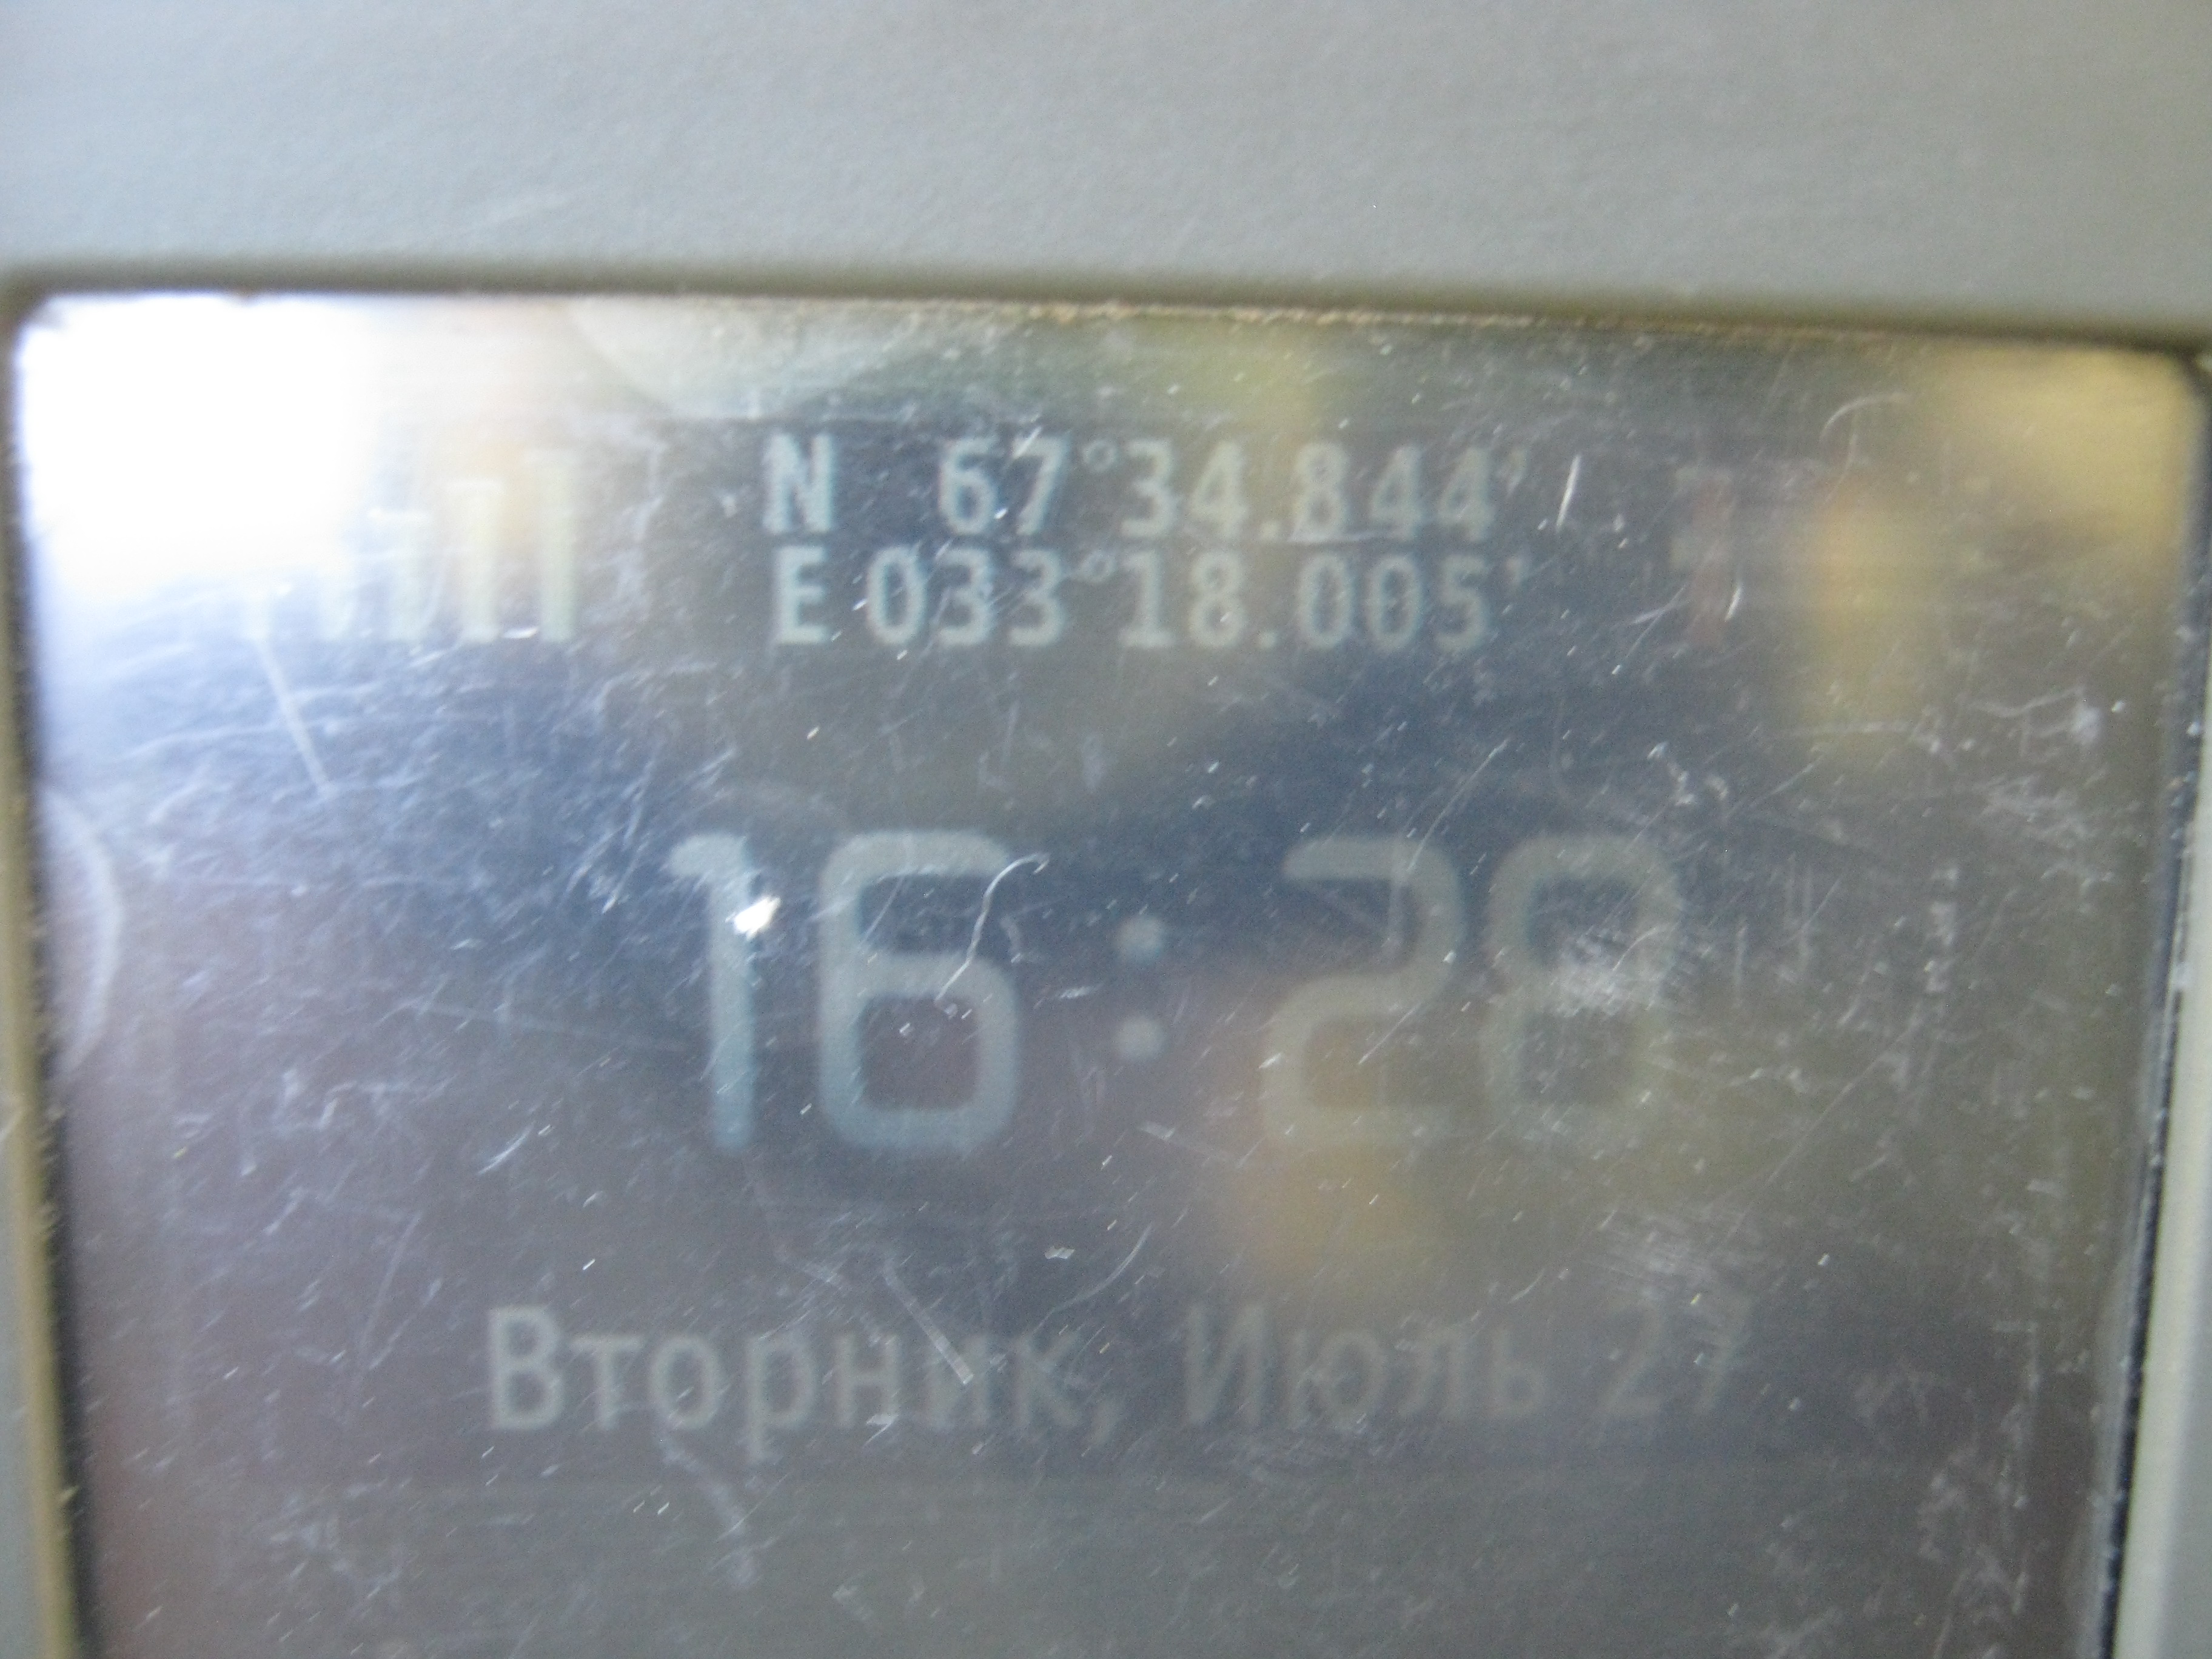 N 67°34.844'
E 033°18.005'
16:28
Вторник, Июль 27